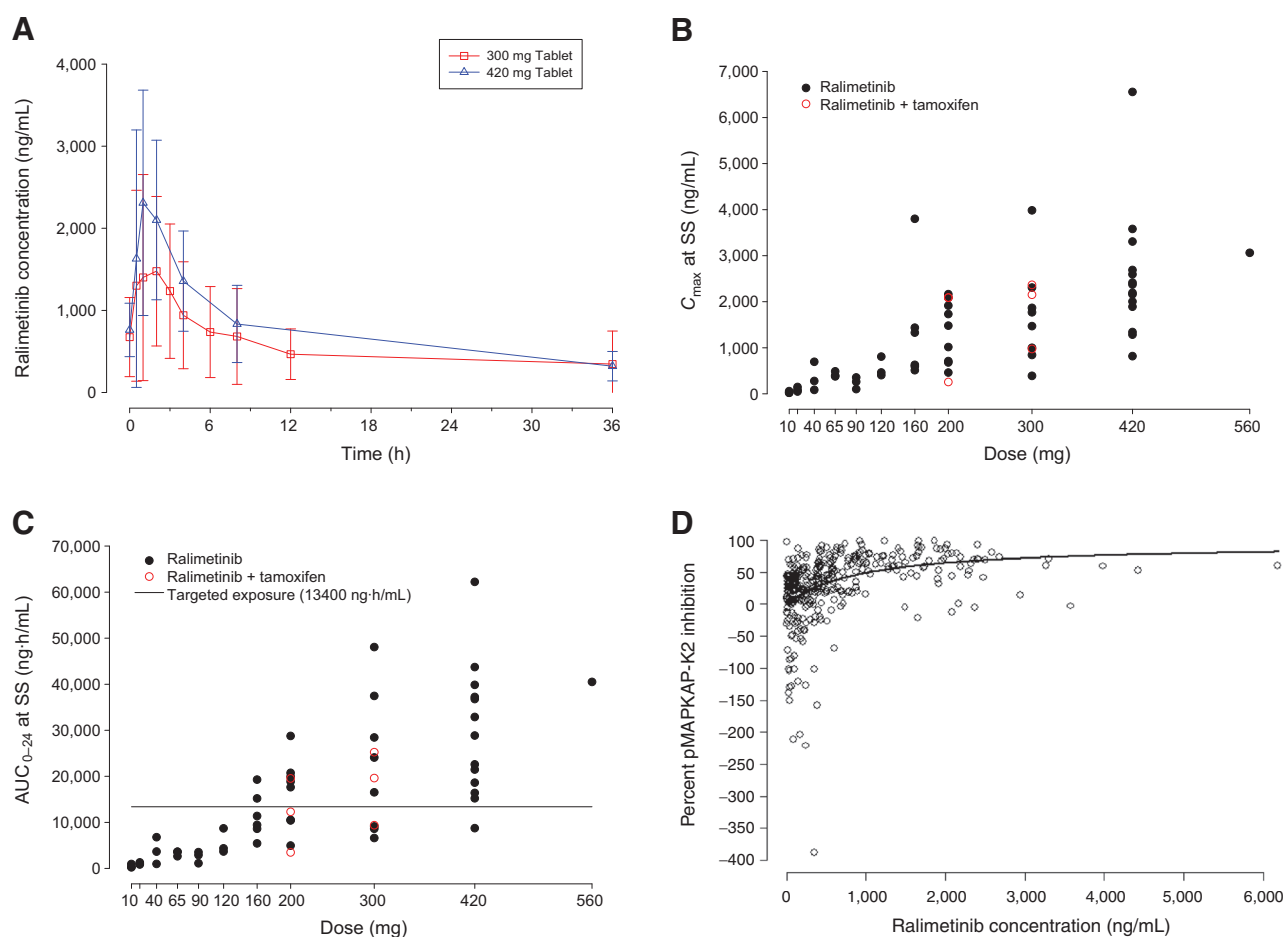 A
300 mg Tablet
420 mg Tablet
4,000
3,000
2,000
1,000
0
Ralimetinib concentration (ng/mL)
0 6 12 18 24 30 36
Time (h)
B
Ralimetinib
Ralimetinib + tamoxifen
7,000
6,000
5,000
4,000
3,000
2,000
1,000
0
Cmax at SS (ng/mL)
10 40 65 90 120 160 200 300 420 560
Dose (mg)
C
Ralimetinib
Ralimetinib + tamoxifen
Targeted exposure (13400 ng·h/mL)
70,000
60,000
50,000
40,000
30,000
20,000
10,000
0
AUC0–24 at SS (ng·h/mL)
10 40 65 90 120 160 200 300 420 560
Dose (mg)
D
100
50
0
−50
−100
−150
−200
−250
−300
−350
−400
Percent pMAPKAP-K2 inhibition
0 1,000 2,000 3,000 4,000 5,000 6,000
Ralimetinib concentration (ng/mL)